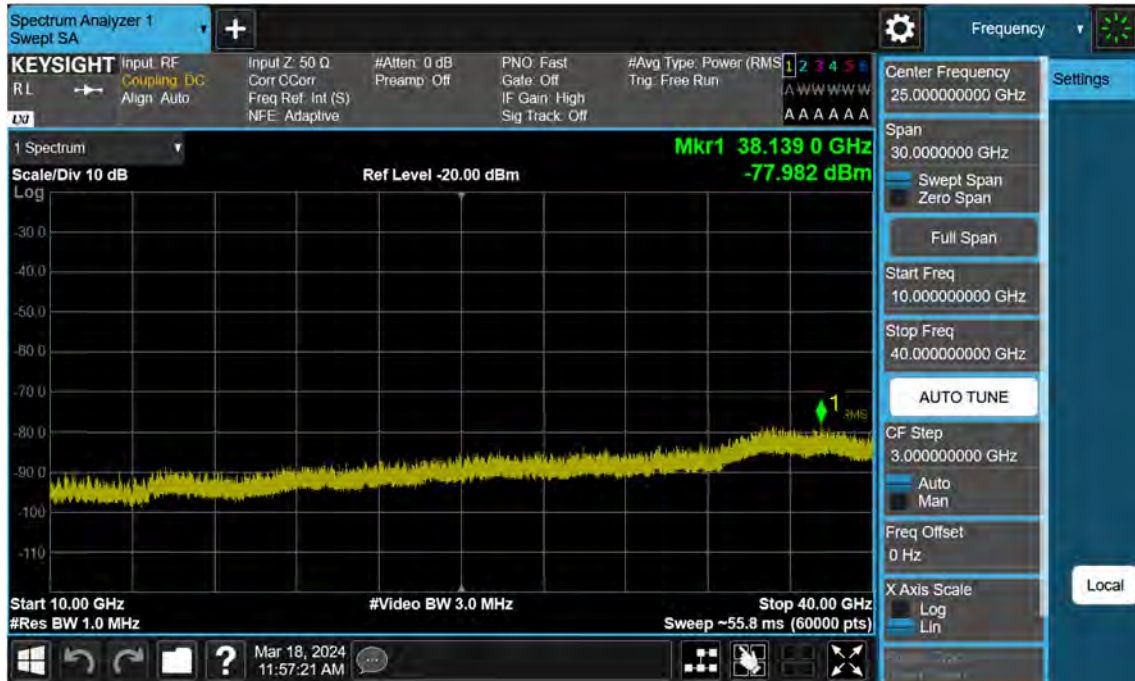 Spectrum Analyzer 1
Swept SA
Frequency
KEYSIGHT
RL
LXI
Input: RF
Coupling: DC
Align: Auto
Input Z: 50 Ω
Corr CCorr
Freq Ref: Int (S)
NFE: Adaptive
#Atten: 0 dB
Preamp: Off
PNO: Fast
Gate: Off
IF Gain: High
Sig Track: Off
#Avg Type: Power (RMS
Trig: Free Run
1 2 3 4 5 6
A W W W W W
A A A A A A
1 Spectrum
Mkr1 38.139 0 GHz
-77.982 dBm
Scale/Div 10 dB
Ref Level -20.00 dBm
Log
-30.0
-40.0
-50.0
-60.0
-70.0
-80.0
-90.0
-100
-110
1
RMS
Start 10.00 GHz
#Video BW 3.0 MHz
Stop 40.00 GHz
#Res BW 1.0 MHz
Sweep ~55.8 ms (60000 pts)
Mar 18, 2024
11:57:21 AM
?
Center Frequency
25.000000000 GHz
Span
30.0000000 GHz
Swept Span
Zero Span
Full Span
Start Freq
10.000000000 GHz
Stop Freq
40.000000000 GHz
AUTO TUNE
CF Step
3.000000000 GHz
Auto
Man
Freq Offset
0 Hz
X Axis Scale
Log
Lin
Settings
Local